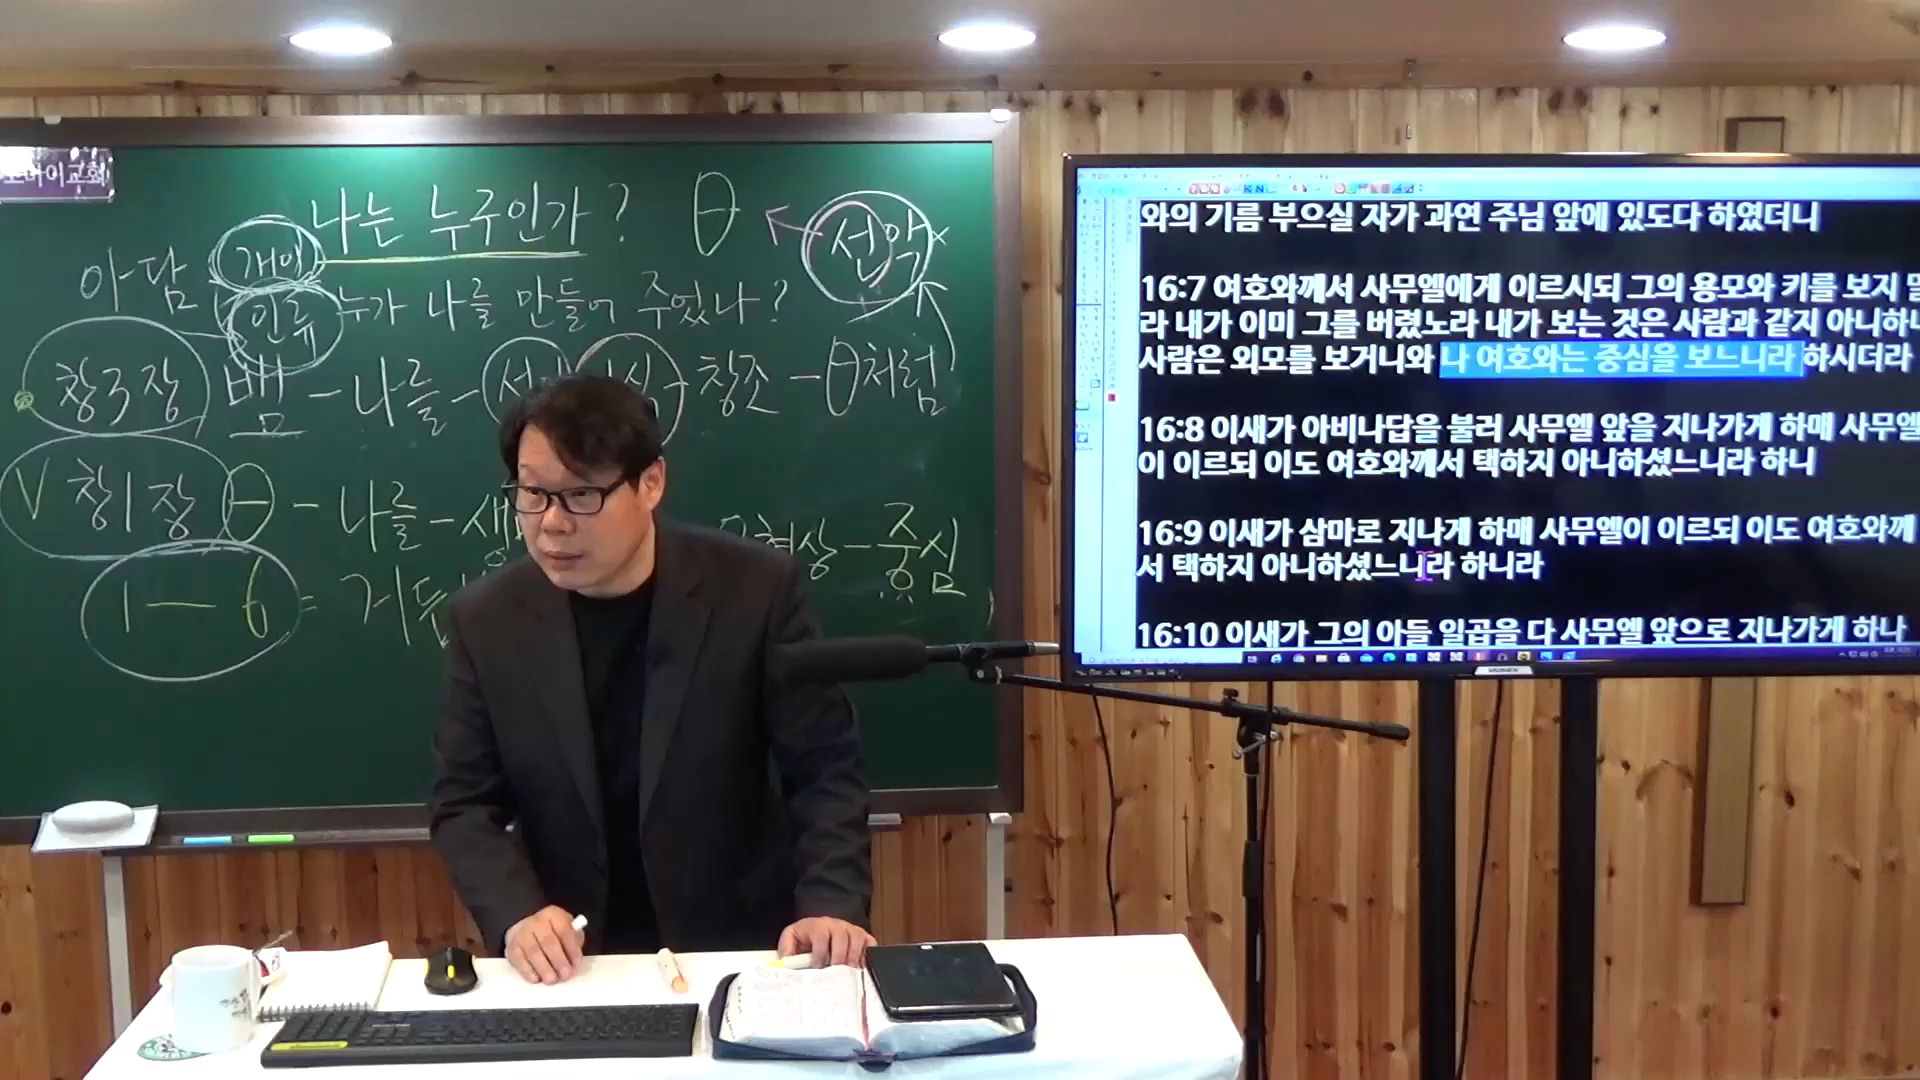 나는 누구인가? θ 선악 x
아담 개인
인류 누가 나를 만들어 주었나?
창3장 뱀 - 나를 - 창조 - θ처럼
V 창1장 θ - 나를 - 생 형상 - 중심
1 — 6 = 거듭
와의 기름 부으실 자가 과연 주님 앞에 있도다 하였더니
16:7 여호와께서 사무엘에게 이르시되 그의 용모와 키를 보지 말
라 내가 이미 그를 버렸노라 내가 보는 것은 사람과 같지 아니하니
사람은 외모를 보거니와 나 여호와는 중심을 보느니라 하시더라
16:8 이새가 아비나답을 불러 사무엘 앞을 지나가게 하매 사무엘
이 이르되 이도 여호와께서 택하지 아니하셨느니라 하니
16:9 이새가 삼마로 지나게 하매 사무엘이 이르되 이도 여호와께
서 택하지 아니하셨느니라 하니라
16:10 이새가 그의 아들 일곱을 다 사무엘 앞으로 지나가게 하나